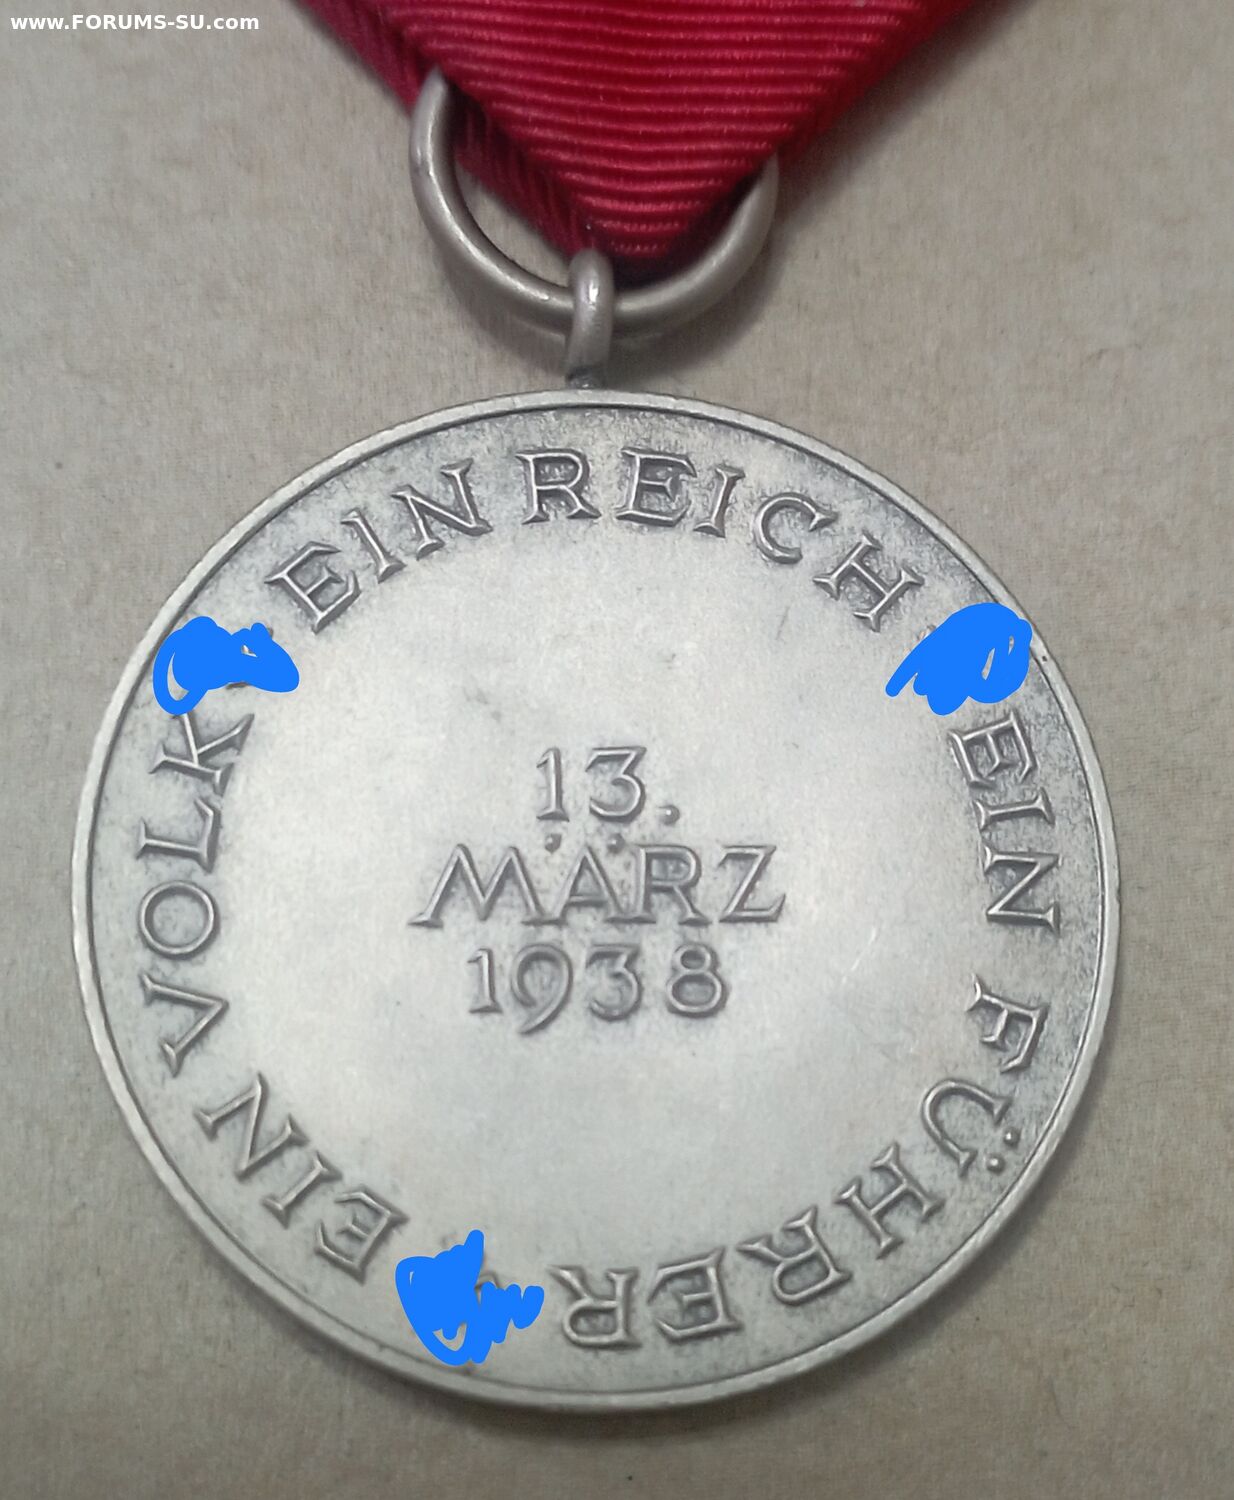 www.FORUMS-SU.com
EIN VOLK EIN REICH EIN FÜHRER
13.
MÄRZ
1938